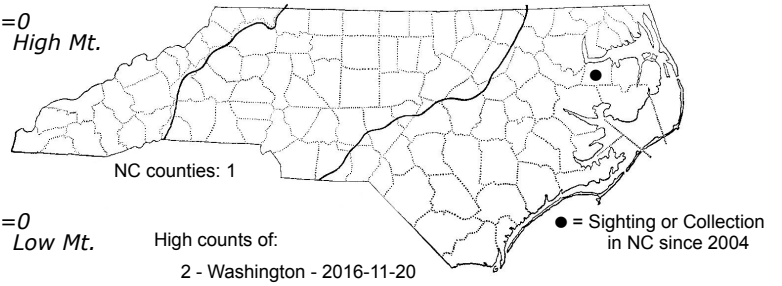 =0
High Mt.
NC counties: 1
=0
Low Mt.
High counts of:
2 - Washington - 2016-11-20
● = Sighting or Collection
in NC since 2004